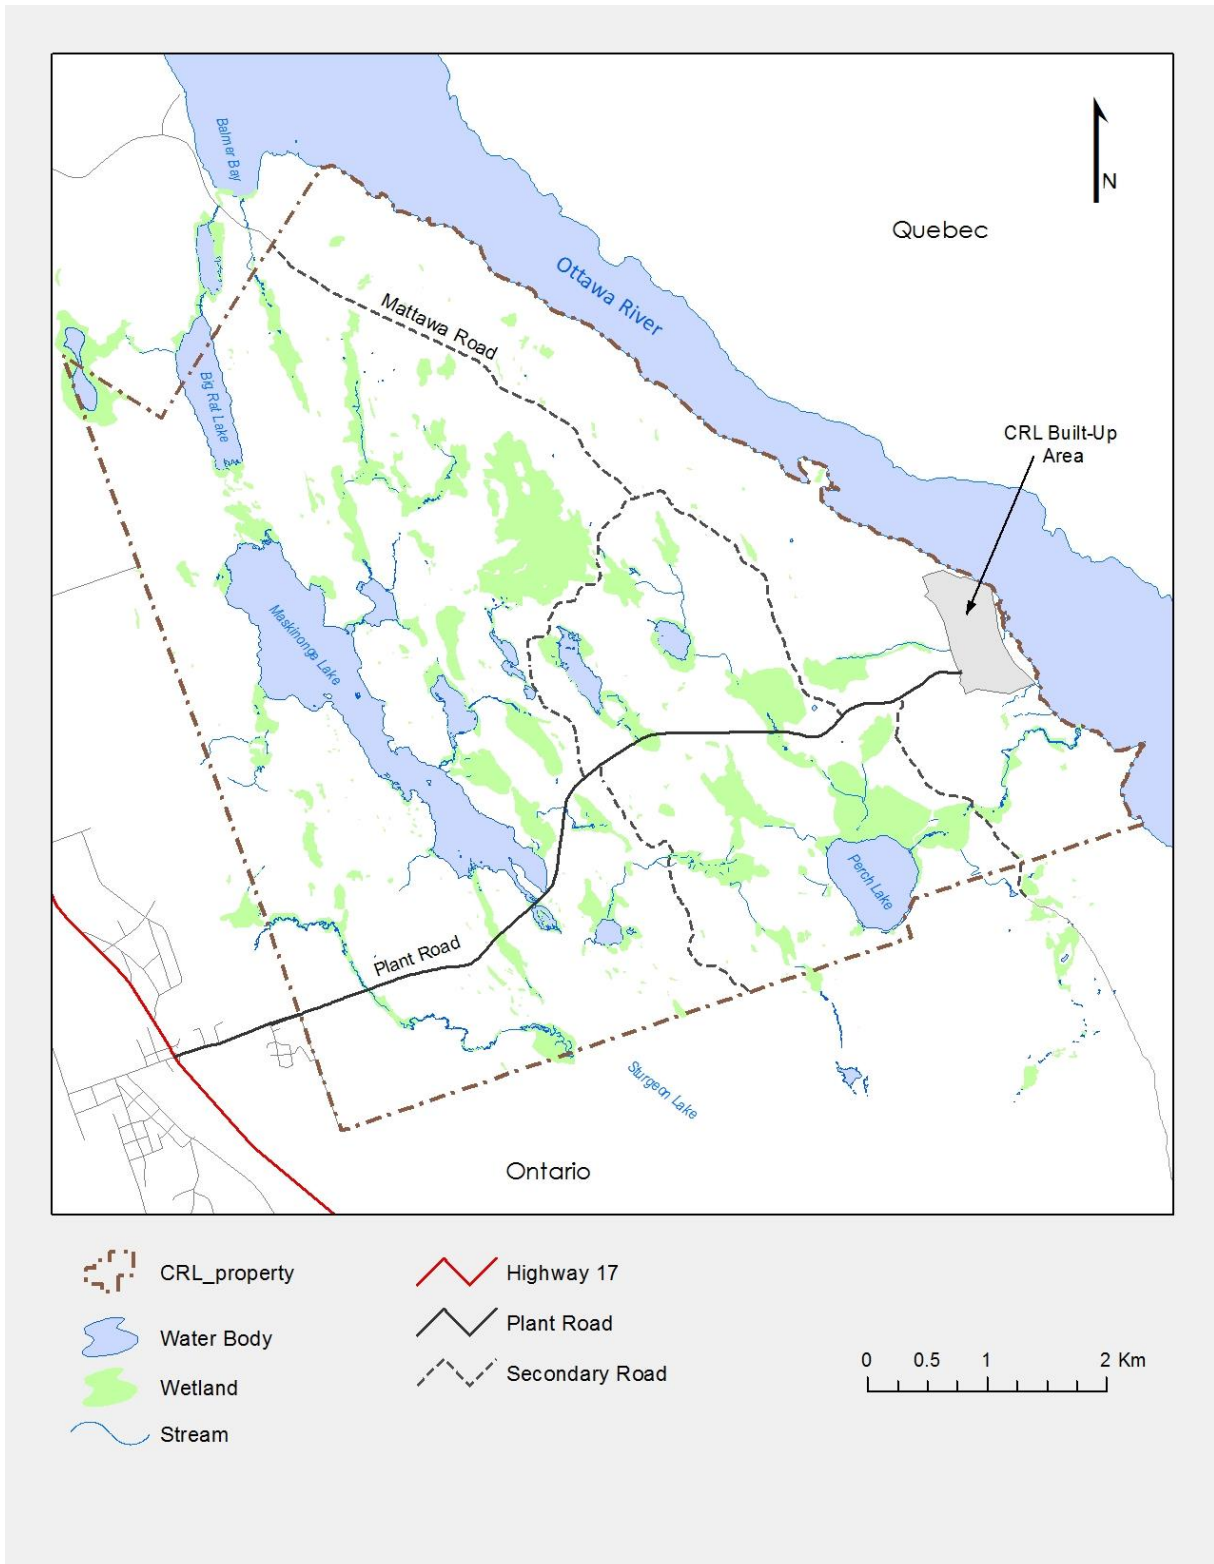 Balmer Bay
N
Quebec
Ottawa River
Mattawa Road
Big Rat Lake
CRL Built-Up
Area
Maskinonge Lake
Perch Lake
Plant Road
Sturgeon Lake
Ontario
CRL_property
Highway 17
Water Body
Plant Road
Wetland
Secondary Road
Stream
0 0.5 1 2 Km